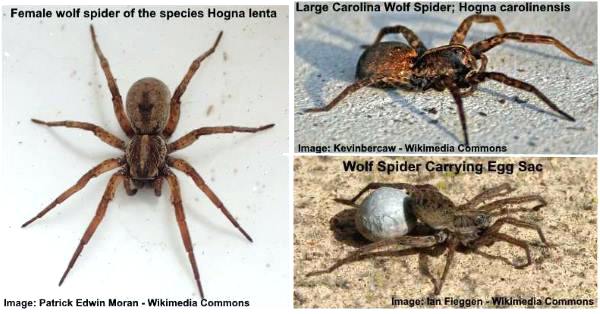 Female wolf spider of the species Hogna lenta
Image: Patrick Edwin Moran - Wikimedia Commons
Large Carolina Wolf Spider; Hogna carolinensis
Image: Kevinbercaw - Wikimedia Commons
Wolf Spider Carrying Egg Sac
Image: Ian Fieggen - Wikimedia Commons